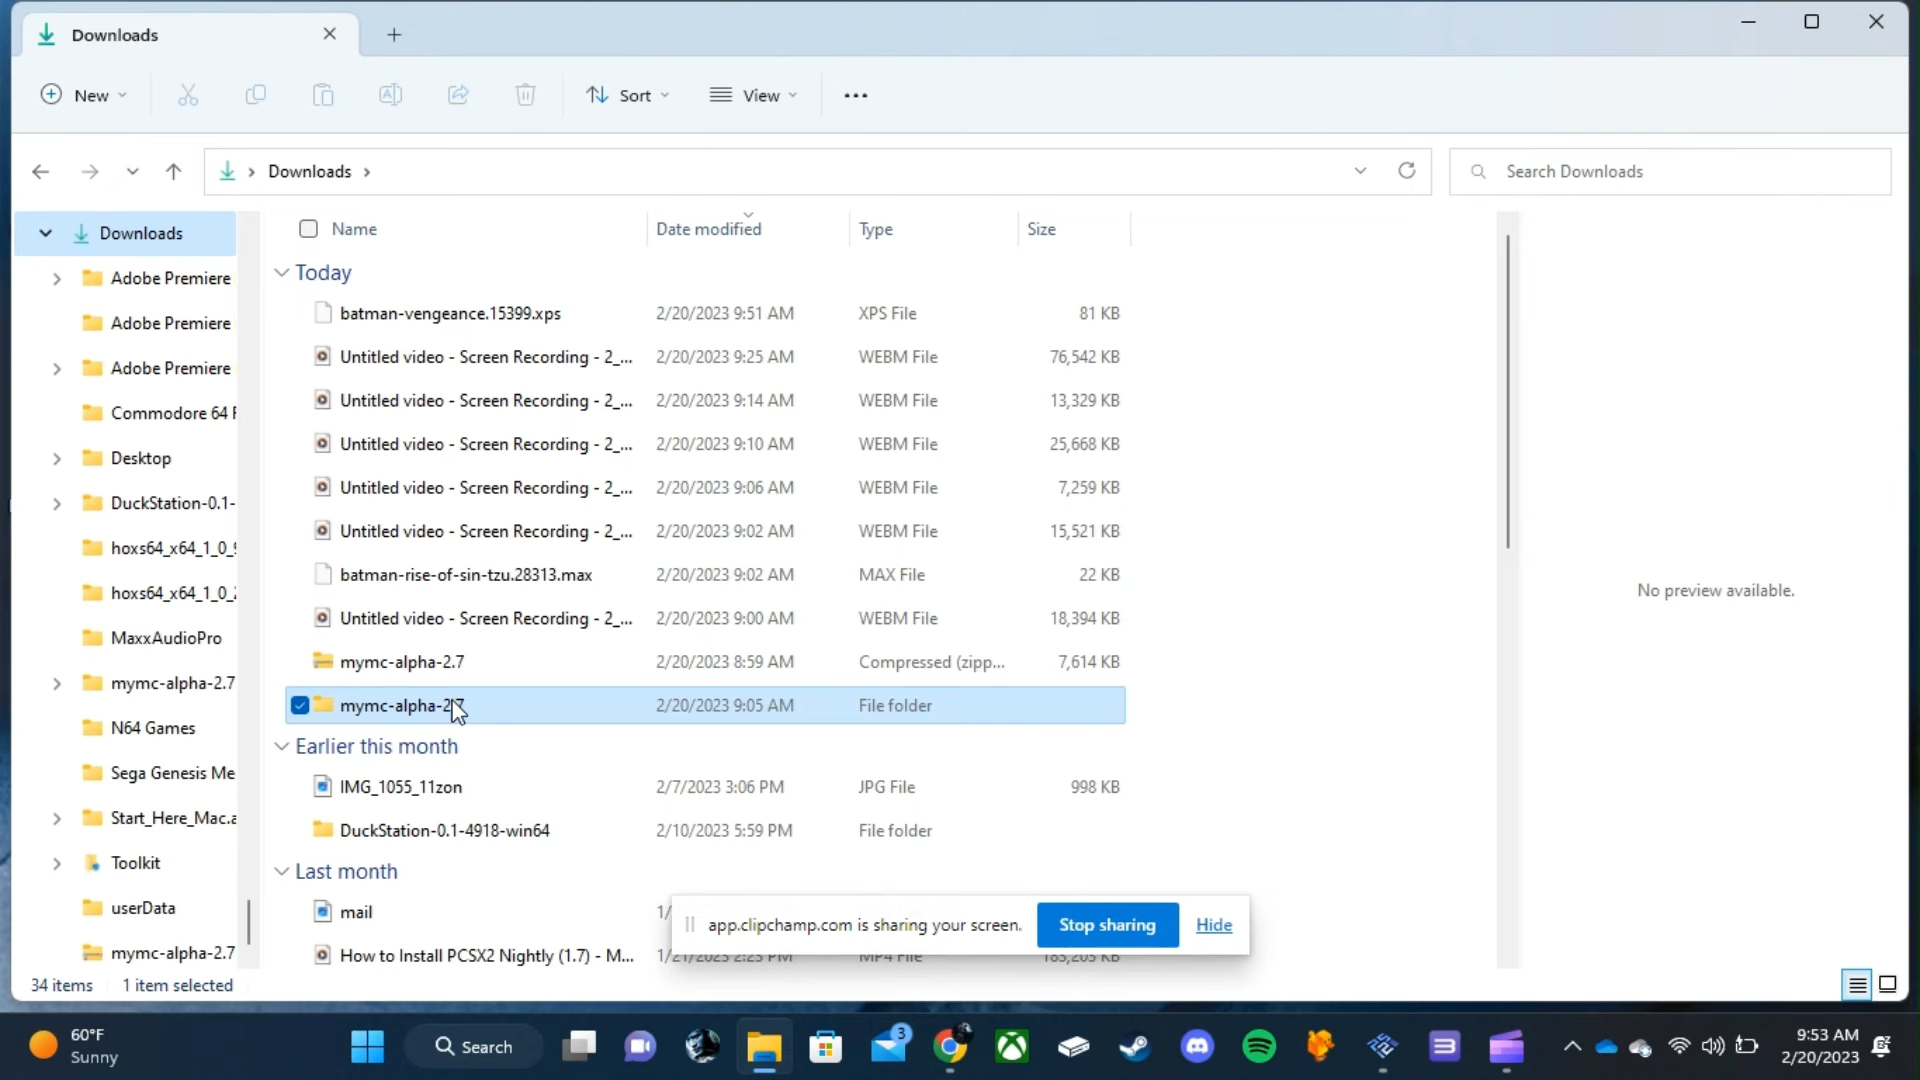 Downloads
New
Sort
View
Downloads
Search Downloads
Downloads
Adobe Premiere
Adobe Premiere
Adobe Premiere
Commodore 64
Desktop
DuckStation-0.1-
hoxs64_x64_1_0_
hoxs64_x64_1_0_
MaxxAudioPro
mymc-alpha-2.7
N64 Games
Sega Genesis Me
Start_Here_Mac.a
Toolkit
userData
mymc-alpha-2.7
Name Date modified Type Size
Today
batman-vengeance.15399.xps 2/20/2023 9:51 AM XPS File 81 KB
Untitled video - Screen Recording - 2_... 2/20/2023 9:25 AM WEBM File 76,542 KB
Untitled video - Screen Recording - 2_... 2/20/2023 9:14 AM WEBM File 13,329 KB
Untitled video - Screen Recording - 2_... 2/20/2023 9:10 AM WEBM File 25,668 KB
Untitled video - Screen Recording - 2_... 2/20/2023 9:06 AM WEBM File 7,259 KB
Untitled video - Screen Recording - 2_... 2/20/2023 9:02 AM WEBM File 15,521 KB
batman-rise-of-sin-tzu.28313.max 2/20/2023 9:02 AM MAX File 22 KB
Untitled video - Screen Recording - 2_... 2/20/2023 9:00 AM WEBM File 18,394 KB
mymc-alpha-2.7 2/20/2023 8:59 AM Compressed (zipp... 7,614 KB
mymc-alpha-2.7 2/20/2023 9:05 AM File folder
Earlier this month
IMG_1055_11zon 2/7/2023 3:06 PM JPG File 998 KB
DuckStation-0.1-4918-win64 2/10/2023 5:59 PM File folder
Last month
mail 1/
How to Install PCSX2 Nightly (1.7) - M... 1/21/2023 2:23 PM MP4 File
No preview available.
app.clipchamp.com is sharing your screen. Stop sharing Hide
34 items 1 item selected
60°F
Sunny
Search
3
9:53 AM
2/20/2023